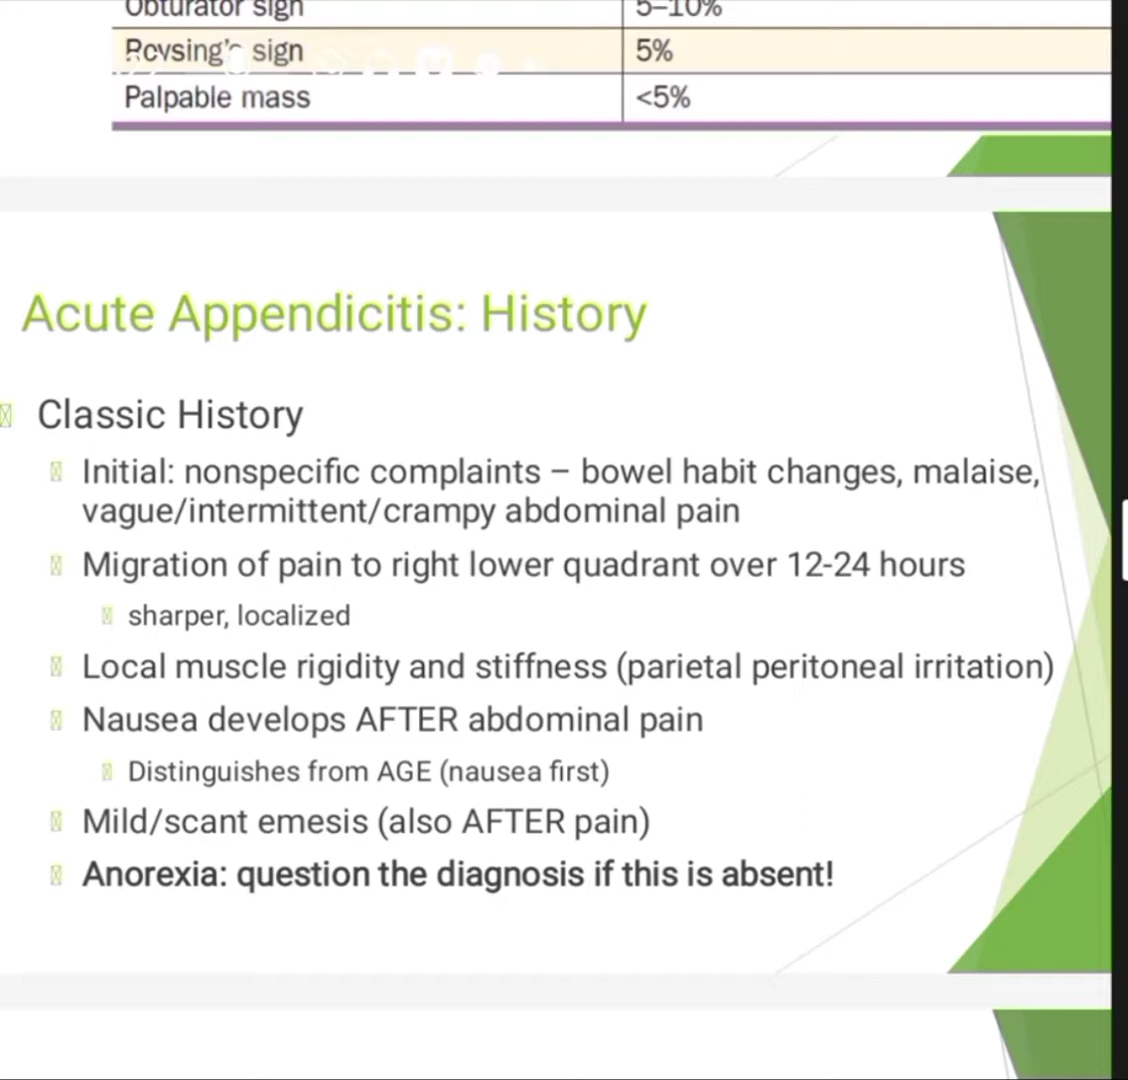 Obturator sign 5–10%
Rovsing's sign 5%
Palpable mass <5%
Acute Appendicitis: History
Classic History
Initial: nonspecific complaints – bowel habit changes, malaise,
vague/intermittent/crampy abdominal pain
Migration of pain to right lower quadrant over 12-24 hours
sharper, localized
Local muscle rigidity and stiffness (parietal peritoneal irritation)
Nausea develops AFTER abdominal pain
Distinguishes from AGE (nausea first)
Mild/scant emesis (also AFTER pain)
Anorexia: question the diagnosis if this is absent!